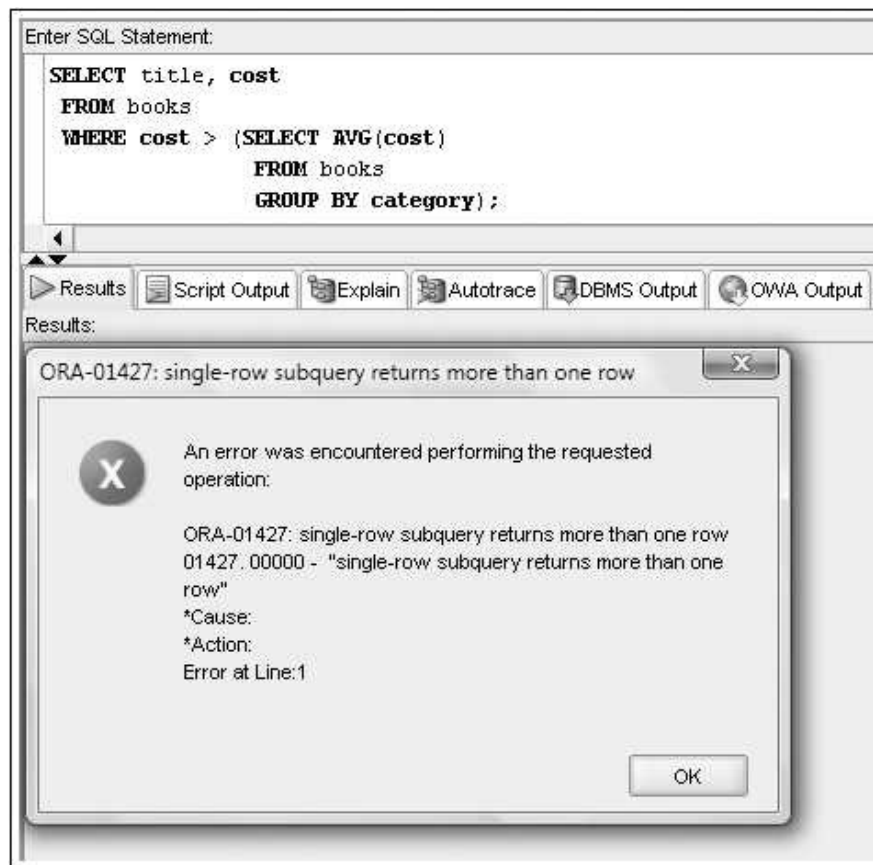 Enter SQL Statement:
SELECT title, cost
FROM books
WHERE cost > (SELECT AVG(cost)
FROM books
GROUP BY category);
Results Script Output Explain Autotrace DBMS Output OWA Output
Results:
ORA-01427: single-row subquery returns more than one row
An error was encountered performing the requested
operation:
ORA-01427: single-row subquery returns more than one row
01427. 00000 - "single-row subquery returns more than one
row"
*Cause:
*Action:
Error at Line:1
OK